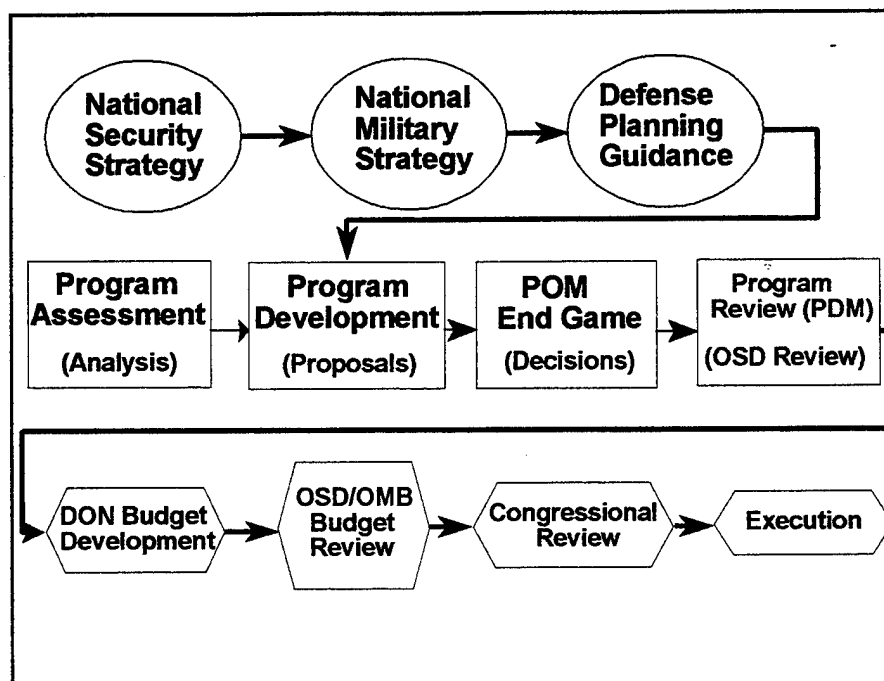 National
Security
Strategy
National
Military
Strategy
Defense
Planning
Guidance
Program
Assessment
(Analysis)
Program
Development
(Proposals)
POM
End Game
(Decisions)
Program
Review (PDM)
(OSD Review)
DON Budget
Development
OSD/OMB
Budget
Review
Congressional
Review
Execution